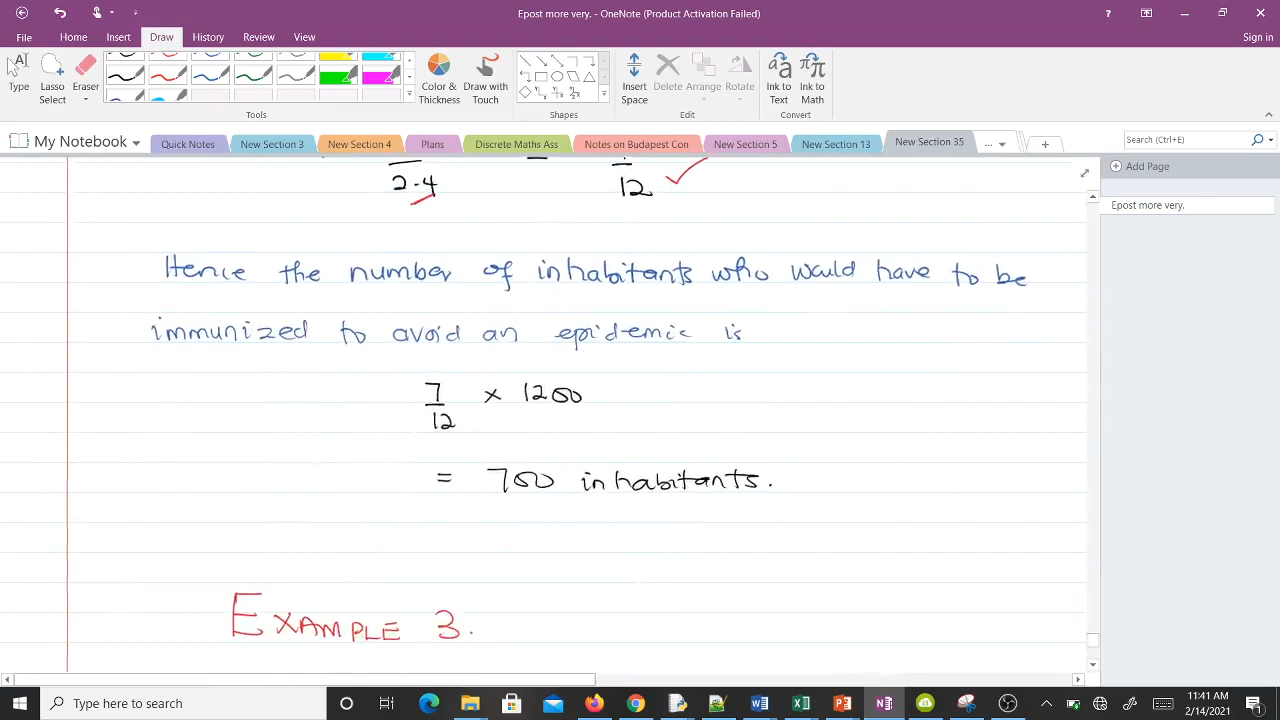 Epost more very. - OneNote (Product Activation Failed)
File Home Insert Draw History Review View Sign in
Type Lasso Select Eraser Color & Thickness Draw with Touch Insert Space Delete Arrange Rotate Ink to Text Ink to Math
Tools Shapes Edit Convert
My Notebook Quick Notes New Section 3 New Section 4 Plans Discrete Maths Ass Notes on Budapest Con New Section 5 New Section 13 New Section 35 ... Search (Ctrl+E)
Add Page
Epost more very.
2.4 12
Hence the number of inhabitants who would have to be
immunized to avoid an epidemic is
7/12 × 1200
= 700 inhabitants.
EXAMPLE 3.
Type here to search
11:41 AM
2/14/2021